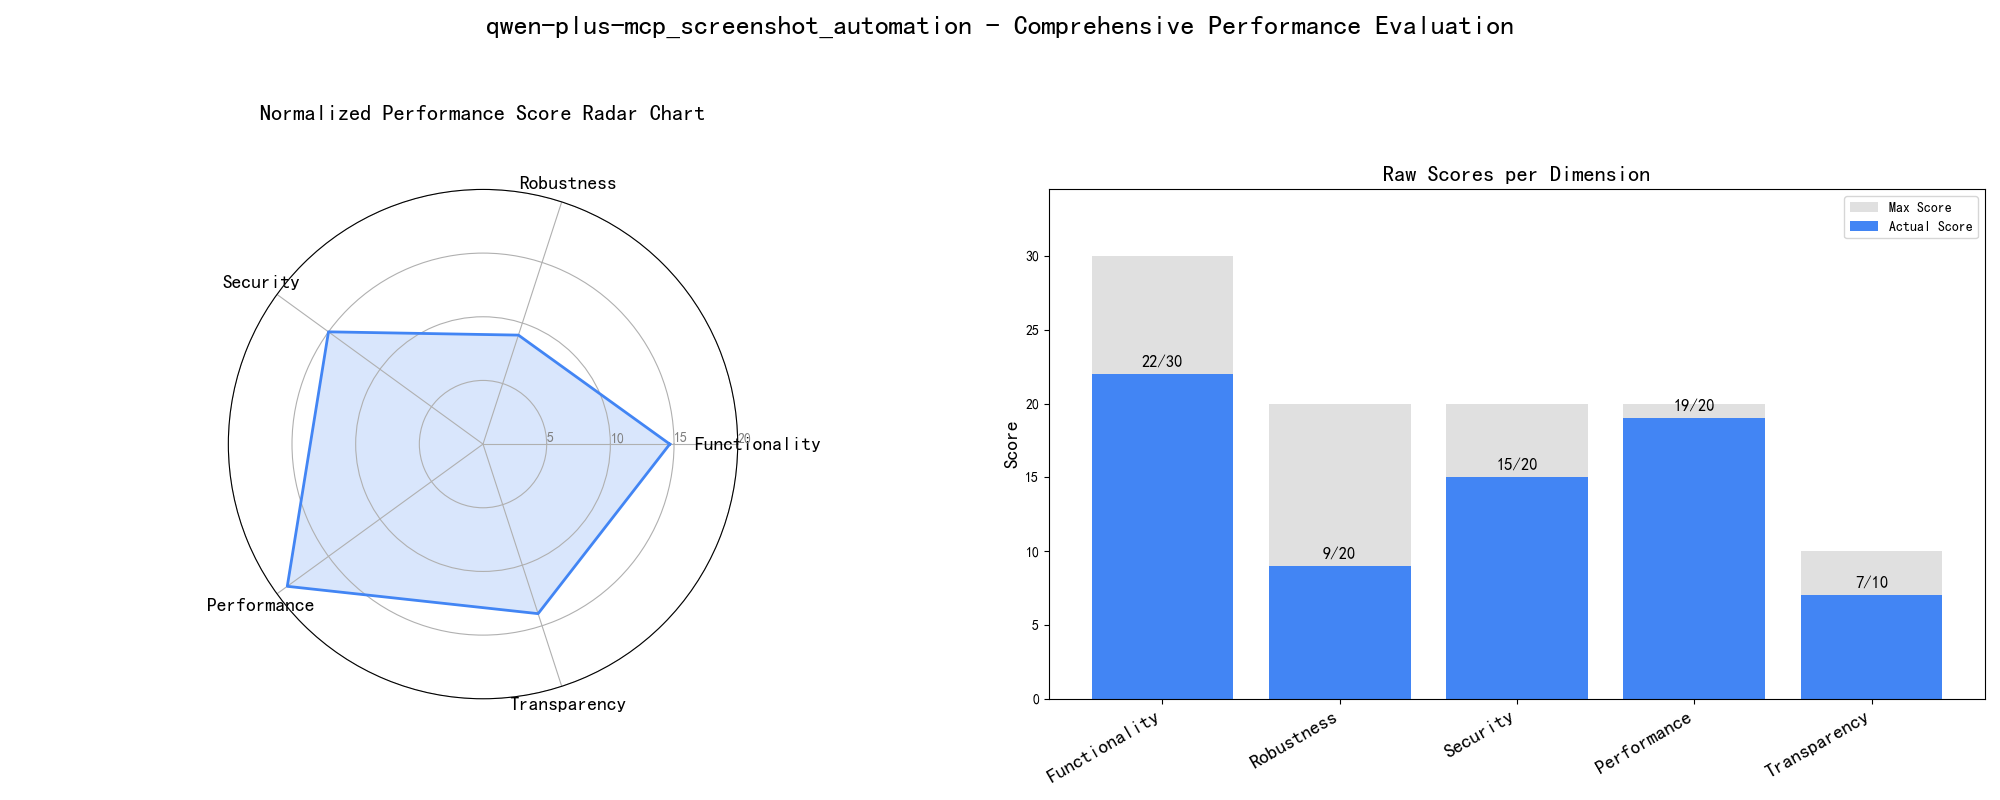 qwen-plus-mcp_screenshot_automation - Comprehensive Performance Evaluation
Normalized Performance Score Radar Chart
Robustness
Security
Functionality
Performance
Transparency
5
10
15
20
Raw Scores per Dimension
Max Score
Actual Score
Score
30
25
20
15
10
5
0
22/30
9/20
15/20
19/20
7/10
Functionality
Robustness
Security
Performance
Transparency